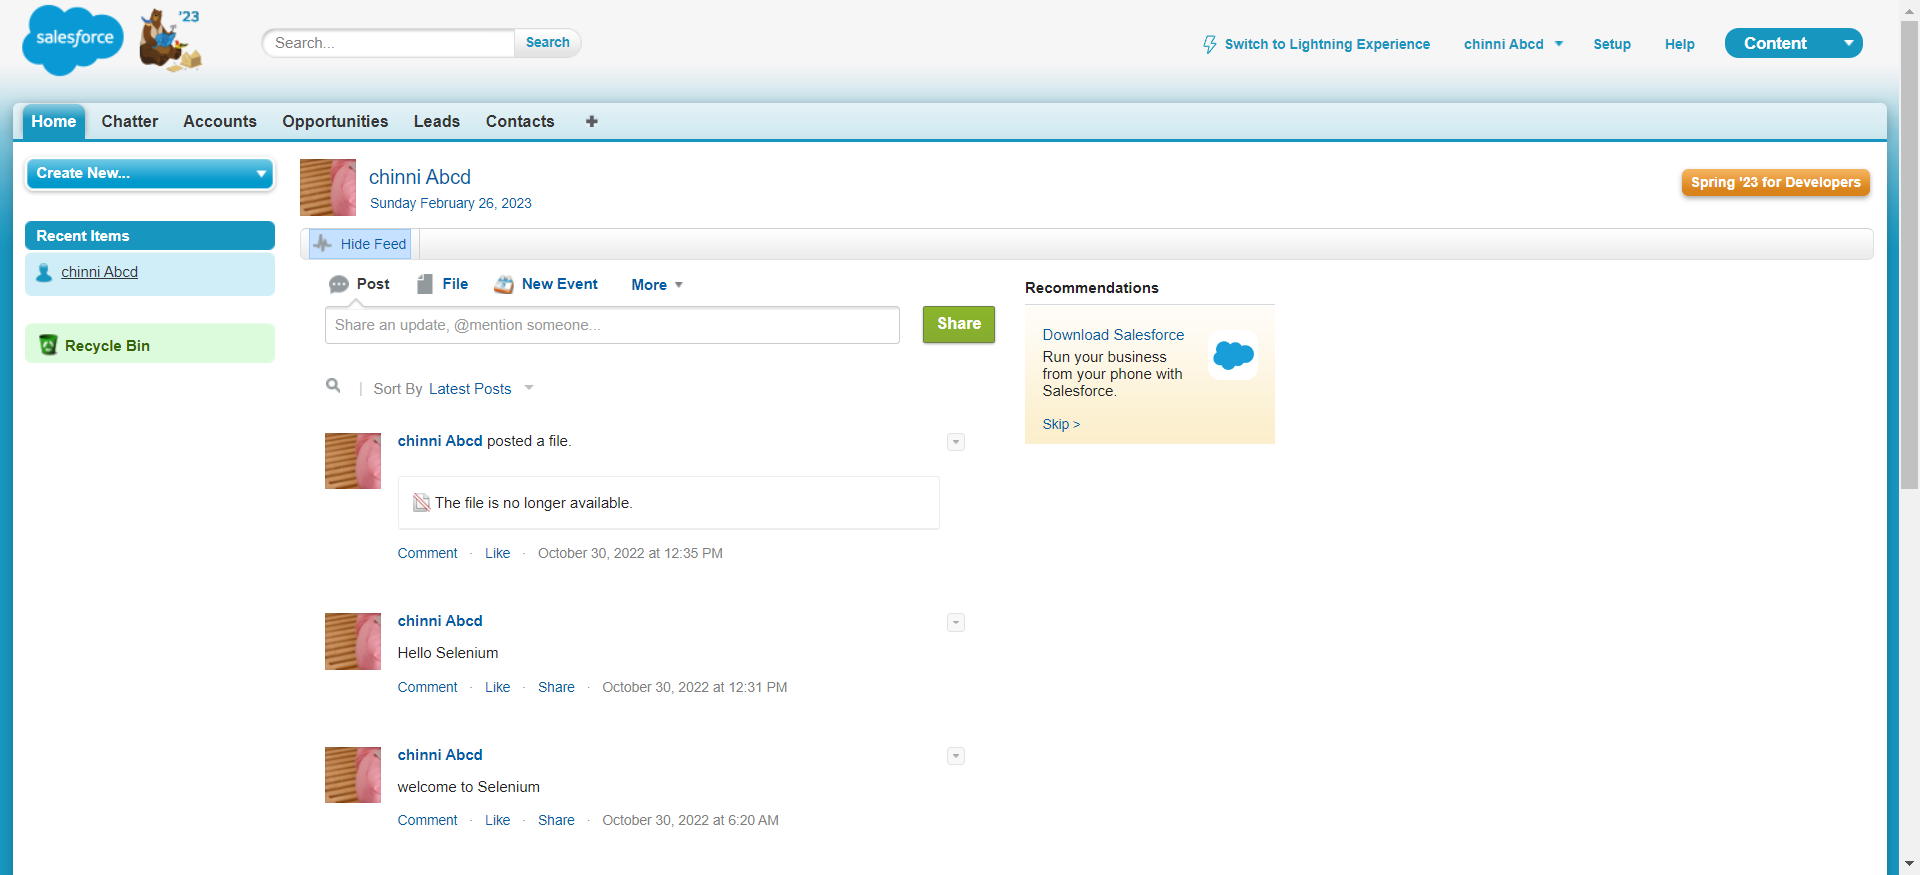 salesforce
'23
Search...
Search
Switch to Lightning Experience
chinni Abcd
Setup
Help
Content
Home
Chatter
Accounts
Opportunities
Leads
Contacts
Create New...
Recent Items
chinni Abcd
Recycle Bin
chinni Abcd
Sunday February 26, 2023
Spring '23 for Developers
Hide Feed
Post
File
New Event
More
Share an update, @mention someone...
Share
Sort By Latest Posts
chinni Abcd posted a file.
The file is no longer available.
Comment · Like · October 30, 2022 at 12:35 PM
chinni Abcd
Hello Selenium
Comment · Like · Share · October 30, 2022 at 12:31 PM
chinni Abcd
welcome to Selenium
Comment · Like · Share · October 30, 2022 at 6:20 AM
Recommendations
Download Salesforce
Run your business
from your phone with
Salesforce.
Skip >